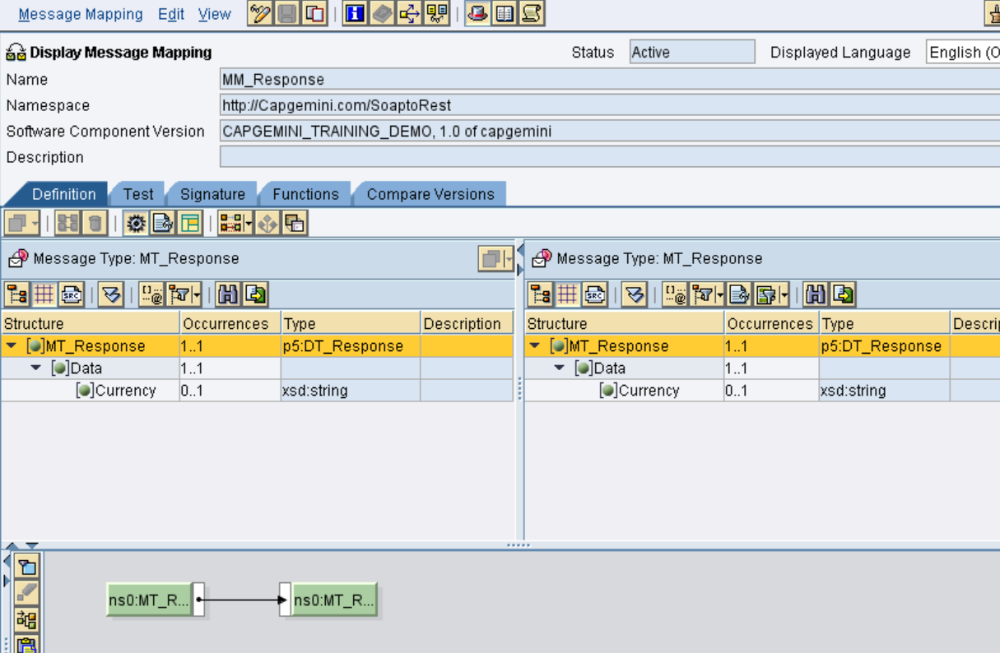 Message Mapping Edit View
Display Message Mapping Status Active Displayed Language English (O
Name MM_Response
Namespace http://Capgemini.com/SoaptoRest
Software Component Version CAPGEMINI_TRAINING_DEMO, 1.0 of capgemini
Description
Definition Test Signature Functions Compare Versions
Message Type: MT_Response Message Type: MT_Response
SRC SRC
Structure Occurrences Type Description Structure Occurrences Type Descrip
MT_Response 1..1 p5:DT_Response MT_Response 1..1 p5:DT_Response
Data 1..1 Data 1..1
Currency 0..1 xsd:string Currency 0..1 xsd:string
ns0:MT_R... ns0:MT_R...